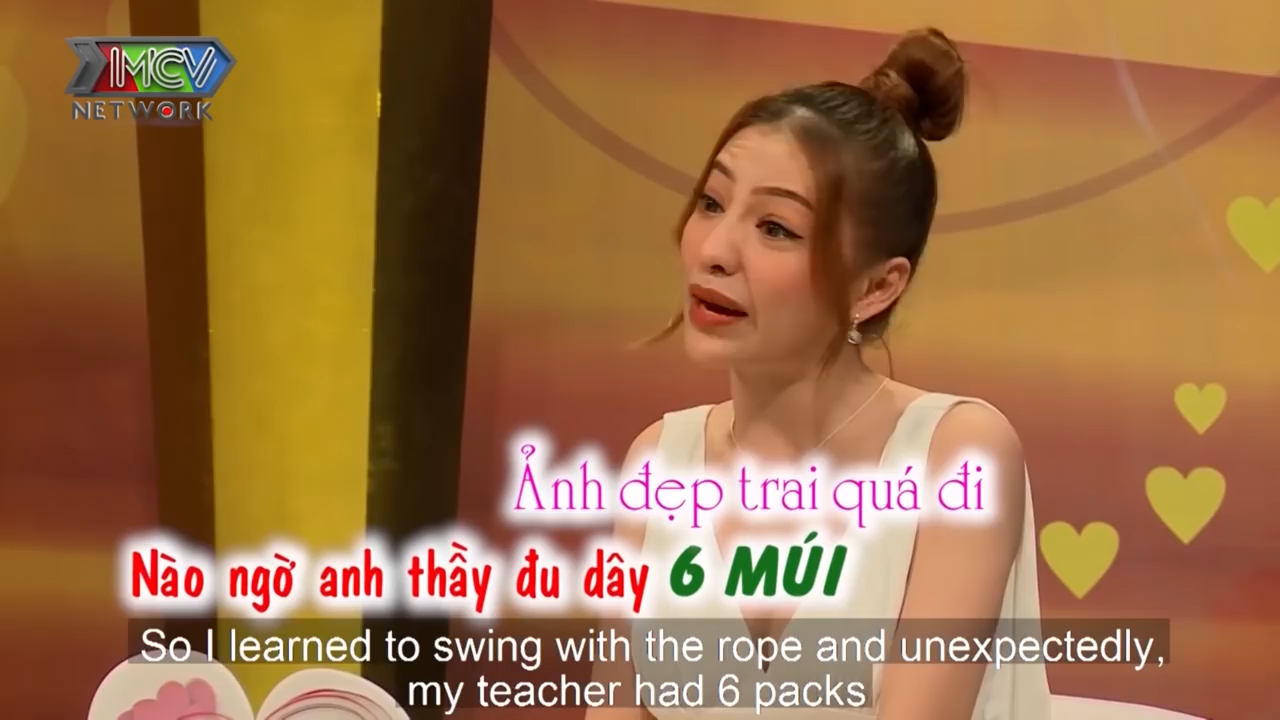 MCV
NETWORK
Ảnh đẹp trai quá đi
Nào ngờ anh thầy đu dây 6 MÚI
So I learned to swing with the rope and unexpectedly,
my teacher had 6 packs